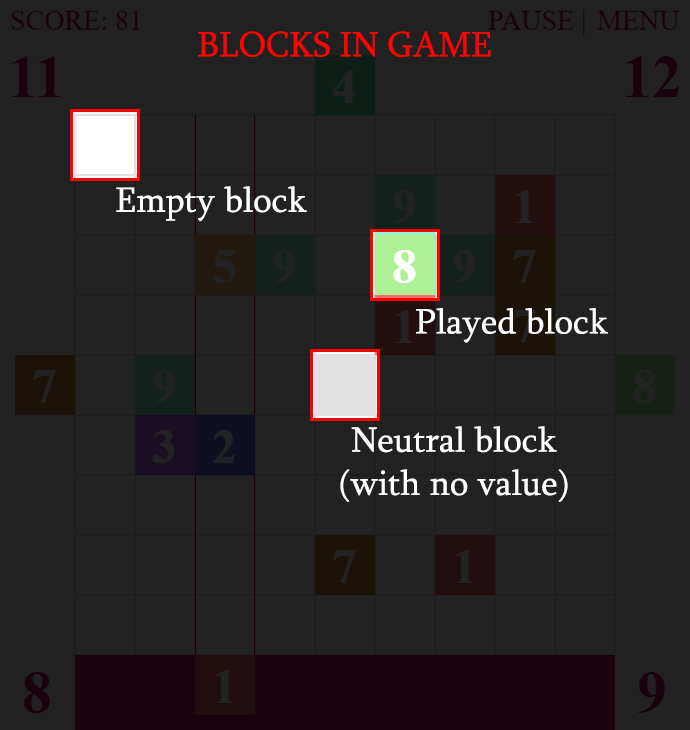 SCORE: 81 PAUSE | MENU
BLOCKS IN GAME
11 4 12
Empty block
9 1
5 9 8 9 7
1 7
Played block
7 9 8
3 2
Neutral block
(with no value)
7 1
8 1 9